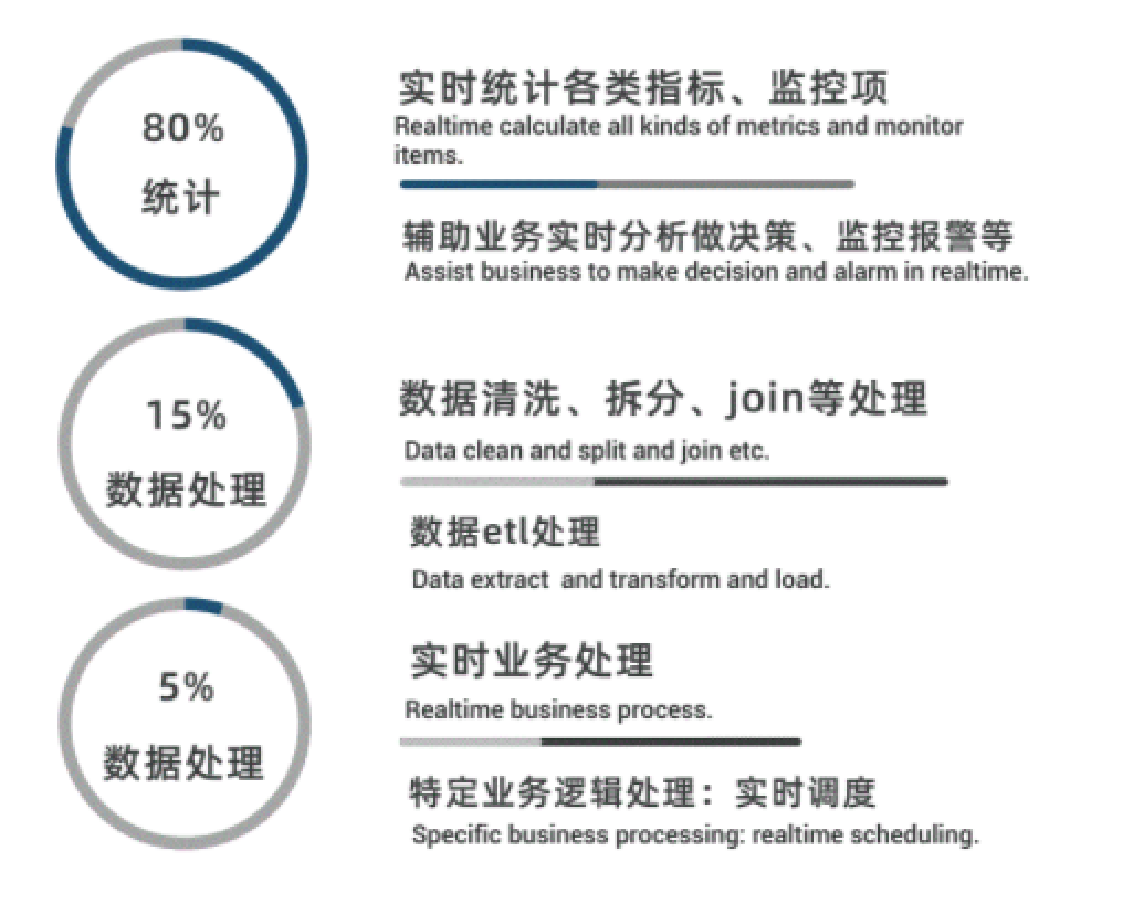 80%
统计
实时统计各类指标、监控项
Realtime calculate all kinds of metrics and monitor
items.
辅助业务实时分析做决策、监控报警等
Assist business to make decision and alarm in realtime.
15%
数据处理
数据清洗、拆分、join等处理
Data clean and split and join etc.
数据etl处理
Data extract and transform and load.
5%
数据处理
实时业务处理
Realtime business process.
特定业务逻辑处理：实时调度
Specific business processing: realtime scheduling.